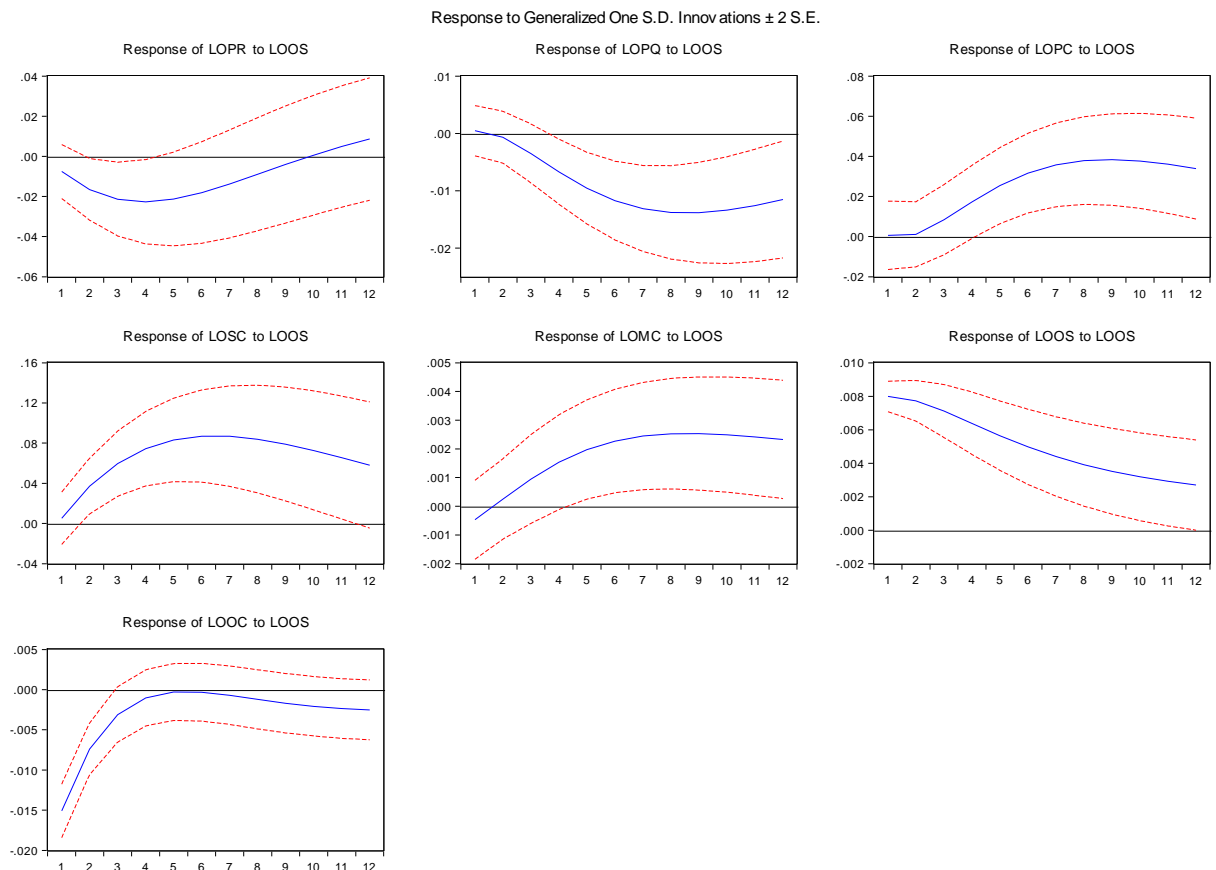 Response to Generalized One S.D. Innovations ± 2 S.E.
Response of LOPR to LOOS
.04
.02
.00
-.02
-.04
-.06
1 2 3 4 5 6 7 8 9 10 11 12
Response of LOPQ to LOOS
.01
.00
-.01
-.02
1 2 3 4 5 6 7 8 9 10 11 12
Response of LOPC to LOOS
.08
.06
.04
.02
.00
-.02
1 2 3 4 5 6 7 8 9 10 11 12
Response of LOSC to LOOS
.16
.12
.08
.04
.00
-.04
1 2 3 4 5 6 7 8 9 10 11 12
Response of LOMC to LOOS
.005
.004
.003
.002
.001
.000
-.001
-.002
1 2 3 4 5 6 7 8 9 10 11 12
Response of LOOS to LOOS
.010
.008
.006
.004
.002
.000
-.002
1 2 3 4 5 6 7 8 9 10 11 12
Response of LOOC to LOOS
.005
.000
-.005
-.010
-.015
-.020
1 2 3 4 5 6 7 8 9 10 11 12